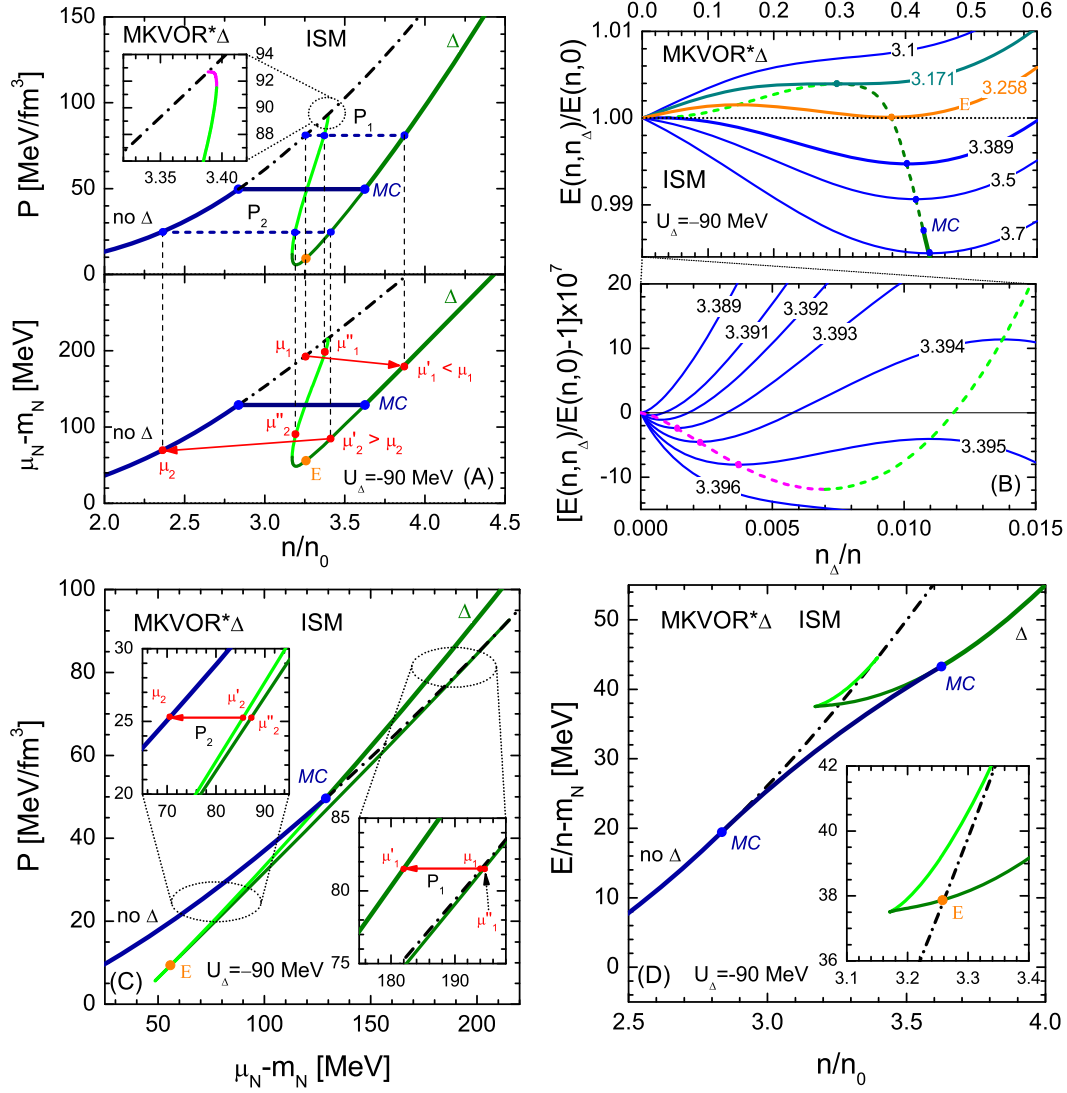 MKVOR*Δ
ISM
Δ
P [MeV/fm³]
150
100
50
0
94
93
92
91
90
89
88
3.35
3.40
P₁
MC
no Δ
P₂
μ_N-m_N [MeV]
200
100
0
Δ
μ₁
μ''₁
μ'₁ < μ₁
MC
no Δ
μ''₂
μ'₂ > μ₂
μ₂
E
U_Δ=-90 MeV
(A)
2.0
2.5
3.0
3.5
4.0
4.5
n/n₀
0.0
0.1
0.2
0.3
0.4
0.5
0.6
E(n,n_Δ)/E(n,0)
1.00
0.99
MKVOR*Δ
3.1
3.171
3.258
E
3.389
ISM
3.5
U_Δ=−90 MeV
MC
3.7
[E(n,n_Δ)/E(n,0)-1]x10⁷
20
10
0
-10
3.389
3.392
3.391
3.393
3.394
3.395
3.396
(B)
0.000
0.005
0.010
0.015
n_Δ/n
P [MeV/fm³]
100
80
60
40
20
0
MKVOR*Δ
ISM
Δ
30
25
20
μ₂
μ'₂
P₂
μ''₂
70
80
90
MC
85
80
75
μ'₁
μ₁
P₁
μ''₁
180
190
no Δ
E
(C)
U_Δ=−90 MeV
50
100
150
200
μ_N-m_N [MeV]
E/n-m_N [MeV]
50
40
30
20
10
0
MKVOR*Δ
ISM
Δ
MC
no Δ
MC
42
40
38
36
E
3.1
3.2
3.3
3.4
(D)
U_Δ=-90 MeV
2.5
3.0
3.5
4.0
n/n₀